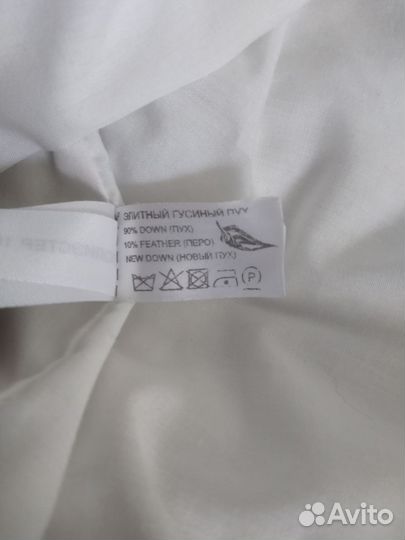 ЭЛИТНЫЙ ГУСИНЫЙ ПУХ
90% DOWN (ПУХ)
10% FEATHER (ПЕРО)
NEW DOWN (НОВЫЙ ПУХ)
P
Avito